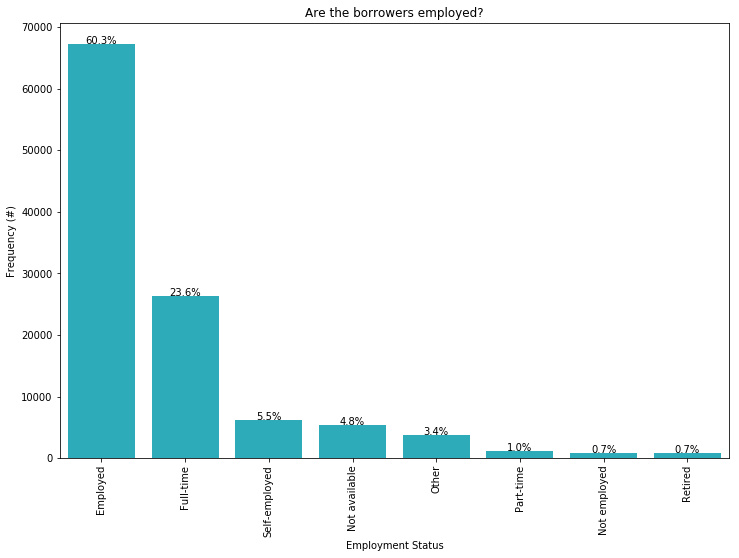 Are the borrowers employed?
70000
60000
50000
40000
30000
20000
10000
0
Frequency (#)
60.3%
23.6%
5.5%
4.8%
3.4%
1.0%
0.7%
0.7%
Employed
Full-time
Self-employed
Not available
Other
Part-time
Not employed
Retired
Employment Status